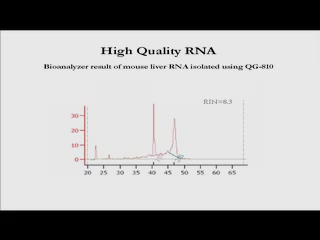 High Quality RNA
Bioanalyzer result of mouse liver RNA isolated using QG-810
RIN=8.3
30
20
10
0
20 25 30 35 40 45 50 55 60 65